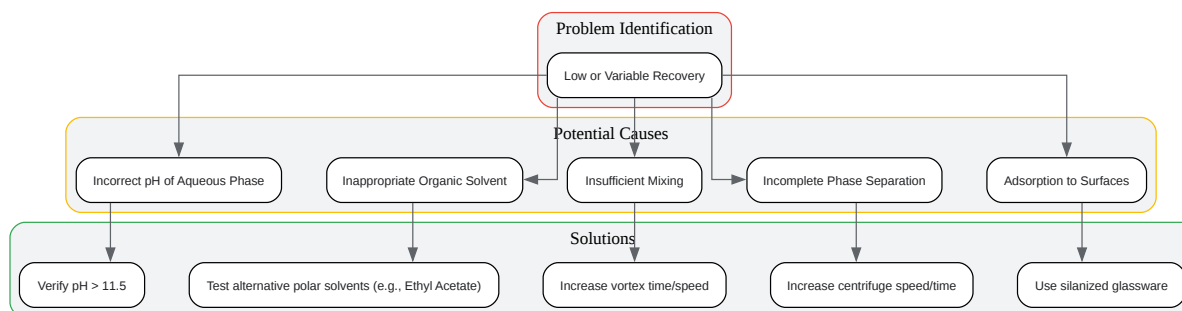 Problem Identification
Low or Variable Recovery
Potential Causes
Incorrect pH of Aqueous Phase
Inappropriate Organic Solvent
Insufficient Mixing
Incomplete Phase Separation
Adsorption to Surfaces
Solutions
Verify pH > 11.5
Test alternative polar solvents (e.g., Ethyl Acetate)
Increase vortex time/speed
Increase centrifuge speed/time
Use silanized glassware